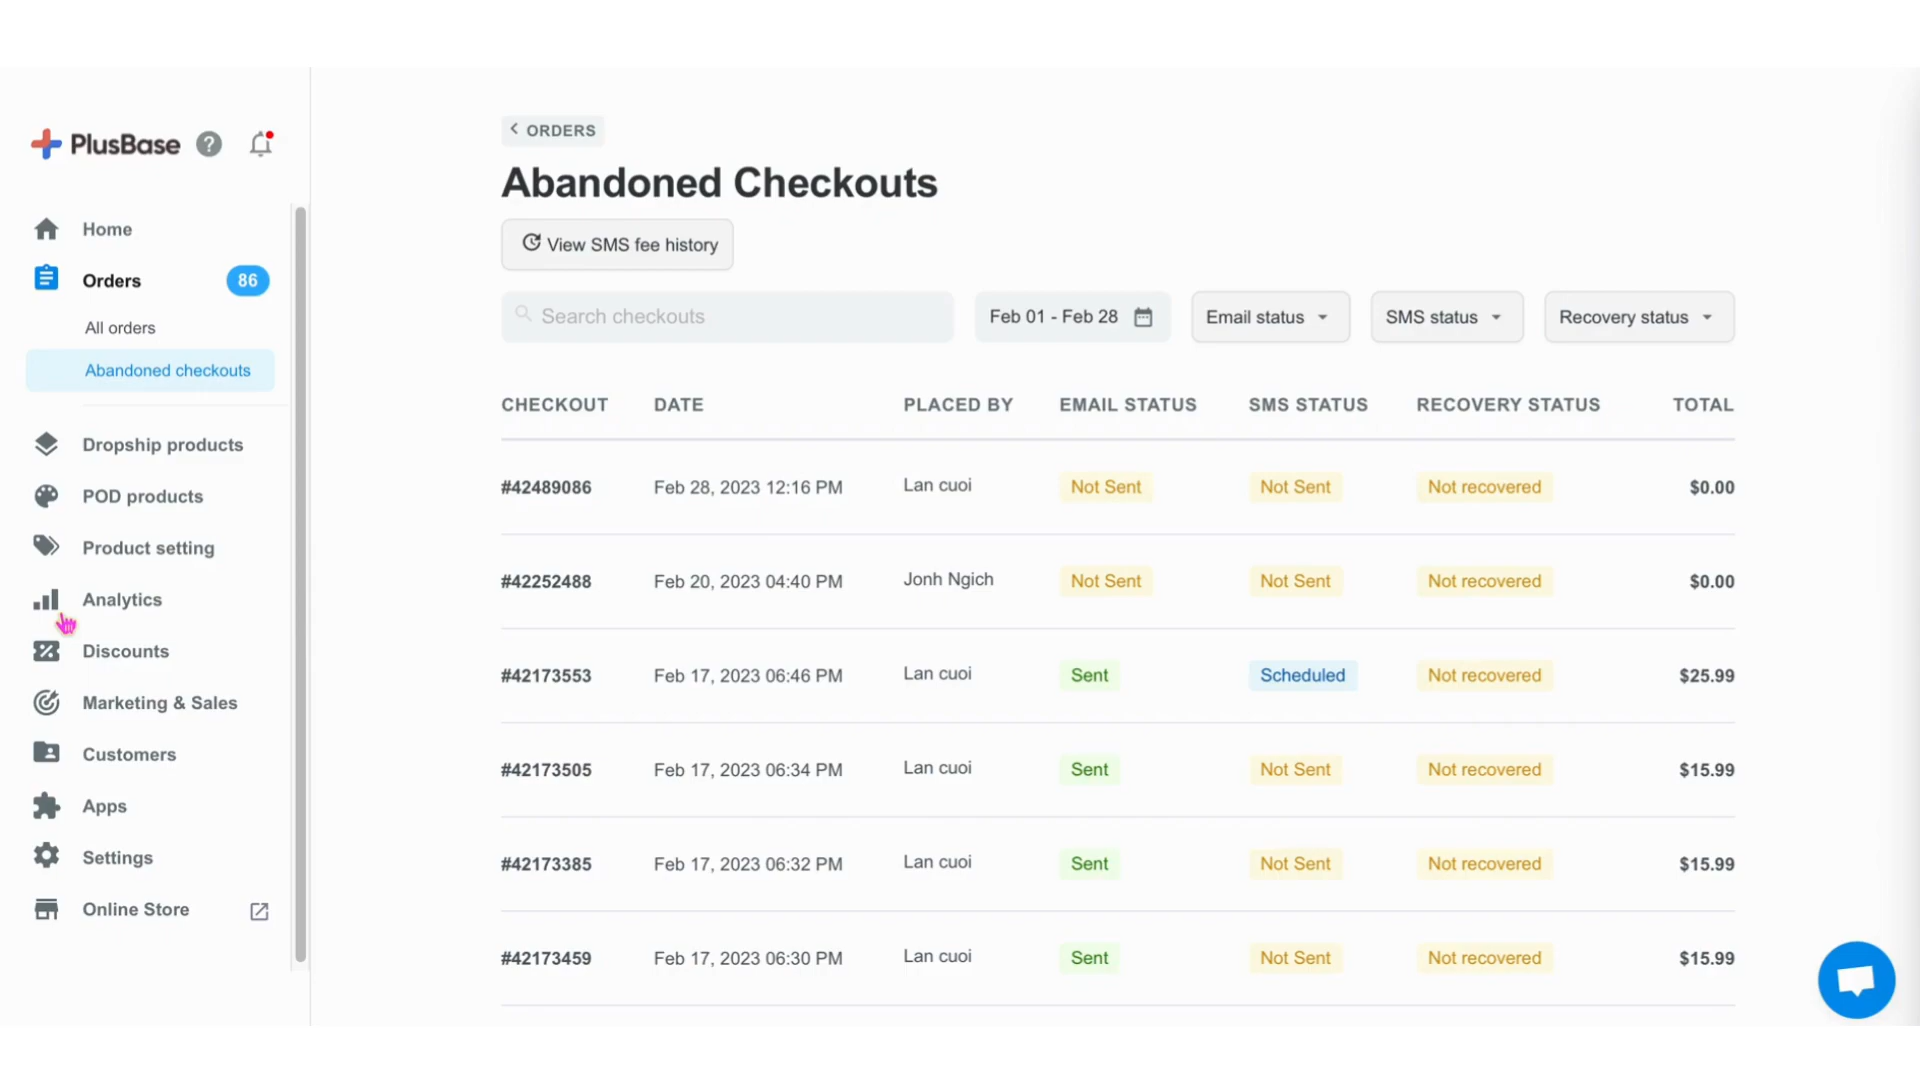 PlusBase
Home
Orders 86
All orders
Abandoned checkouts
Dropship products
POD products
Product setting
Analytics
Discounts
Marketing & Sales
Customers
Apps
Settings
Online Store
ORDERS
Abandoned Checkouts
View SMS fee history
Search checkouts Feb 01 - Feb 28 Email status SMS status Recovery status
CHECKOUT DATE PLACED BY EMAIL STATUS SMS STATUS RECOVERY STATUS TOTAL
#42489086 Feb 28, 2023 12:16 PM Lan cuoi Not Sent Not Sent Not recovered $0.00
#42252488 Feb 20, 2023 04:40 PM Jonh Ngich Not Sent Not Sent Not recovered $0.00
#42173553 Feb 17, 2023 06:46 PM Lan cuoi Sent Scheduled Not recovered $25.99
#42173505 Feb 17, 2023 06:34 PM Lan cuoi Sent Not Sent Not recovered $15.99
#42173385 Feb 17, 2023 06:32 PM Lan cuoi Sent Not Sent Not recovered $15.99
#42173459 Feb 17, 2023 06:30 PM Lan cuoi Sent Not Sent Not recovered $15.99